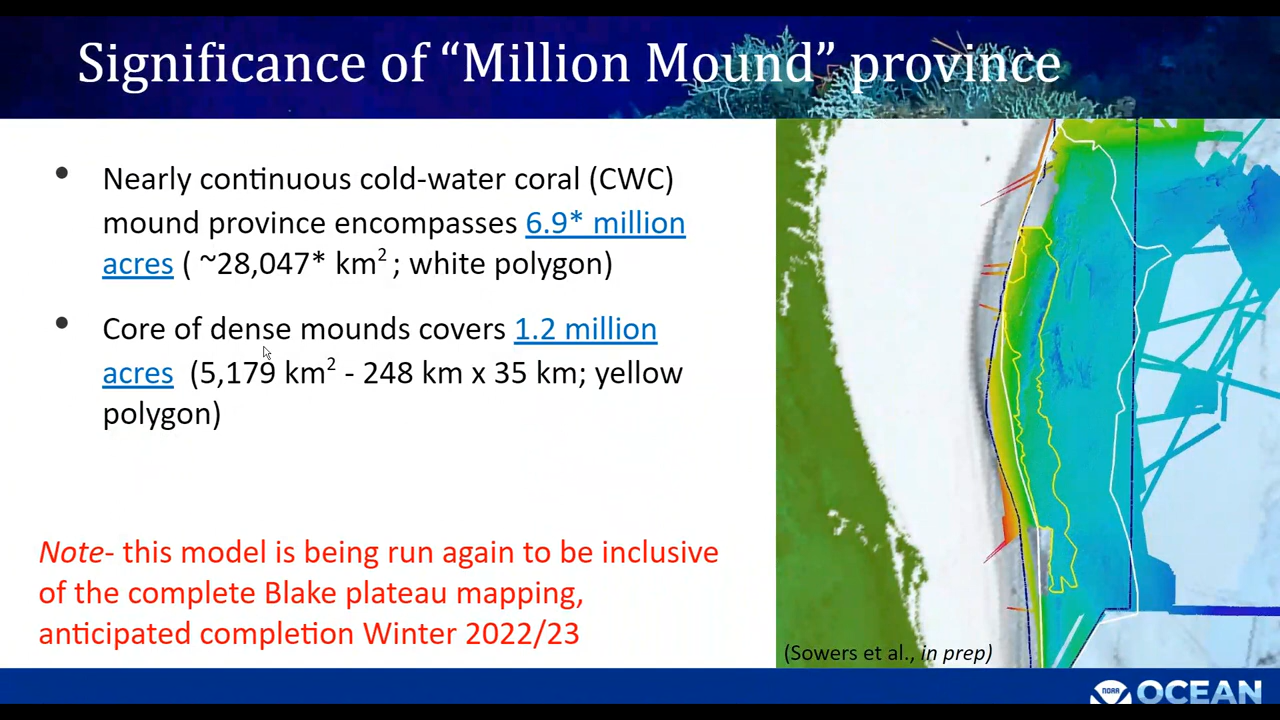 Significance of “Million Mound” province
• Nearly continuous cold-water coral (CWC)
mound province encompasses 6.9* million
acres ( ~28,047* km² ; white polygon)
• Core of dense mounds covers 1.2 million
acres (5,179 km² - 248 km x 35 km; yellow
polygon)
Note- this model is being run again to be inclusive
of the complete Blake plateau mapping,
anticipated completion Winter 2022/23
(Sowers et al., in prep)
NOAA OCEAN